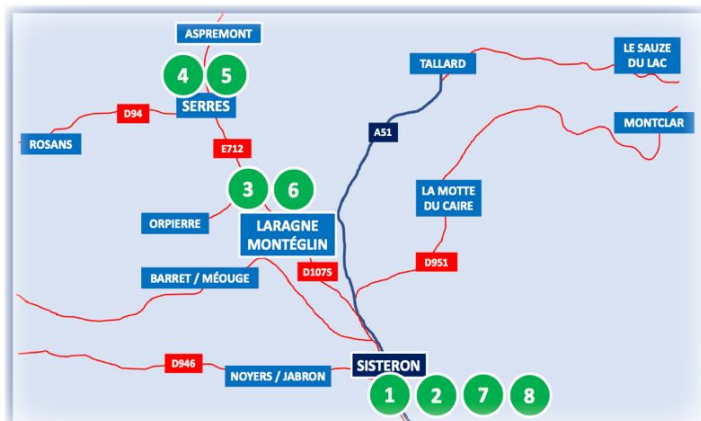 ASPREMONT
4 5
SERRES
D94
ROSANS
E712
TALLARD
LE SAUZE
DU LAC
A51
MONTCLAR
3 6
LARAGNE
MONTÉGLIN
ORPIERRE
LA MOTTE
DU CAIRE
D1075
D951
BARRET / MÉOUGE
SISTERON
D946
NOYERS / JABRON
1 2 7 8